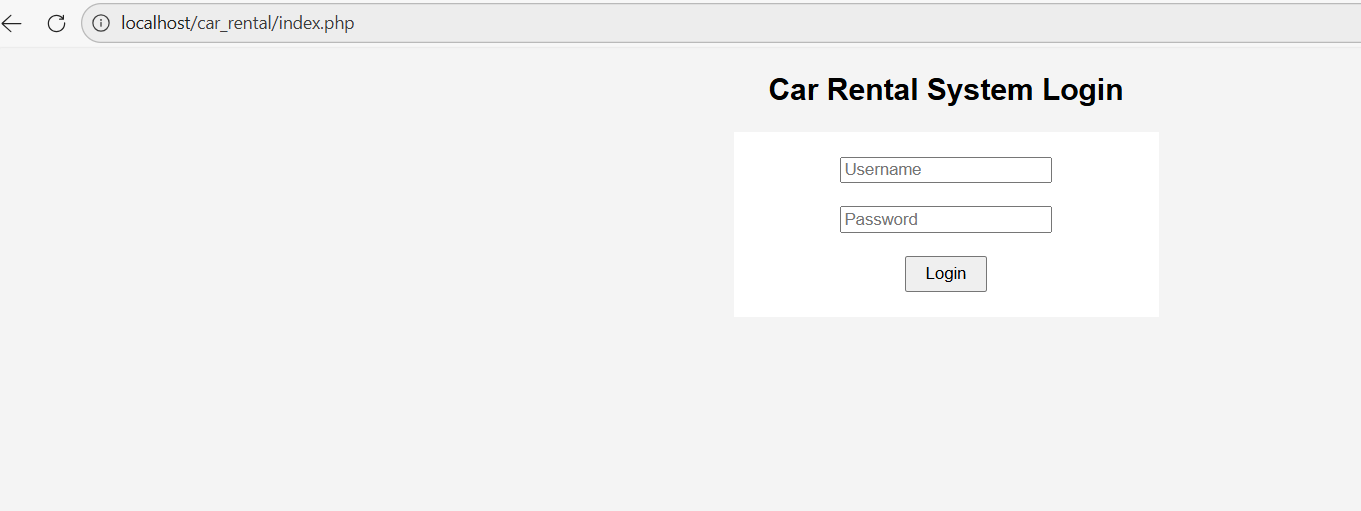 localhost/car_rental/index.php
Car Rental System Login
Username
Password
Login